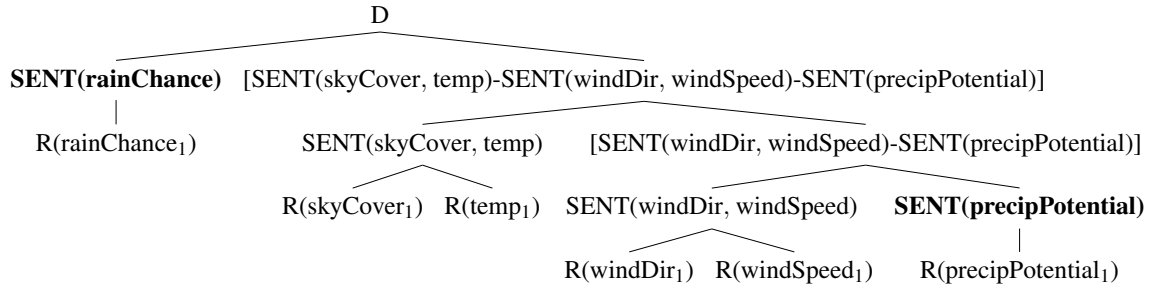 D
SENT(rainChance) [SENT(skyCover, temp)-SENT(windDir, windSpeed)-SENT(precipPotential)]
R(rainChance₁) SENT(skyCover, temp) [SENT(windDir, windSpeed)-SENT(precipPotential)]
R(skyCover₁) R(temp₁) SENT(windDir, windSpeed) SENT(precipPotential)
R(windDir₁) R(windSpeed₁) R(precipPotential₁)